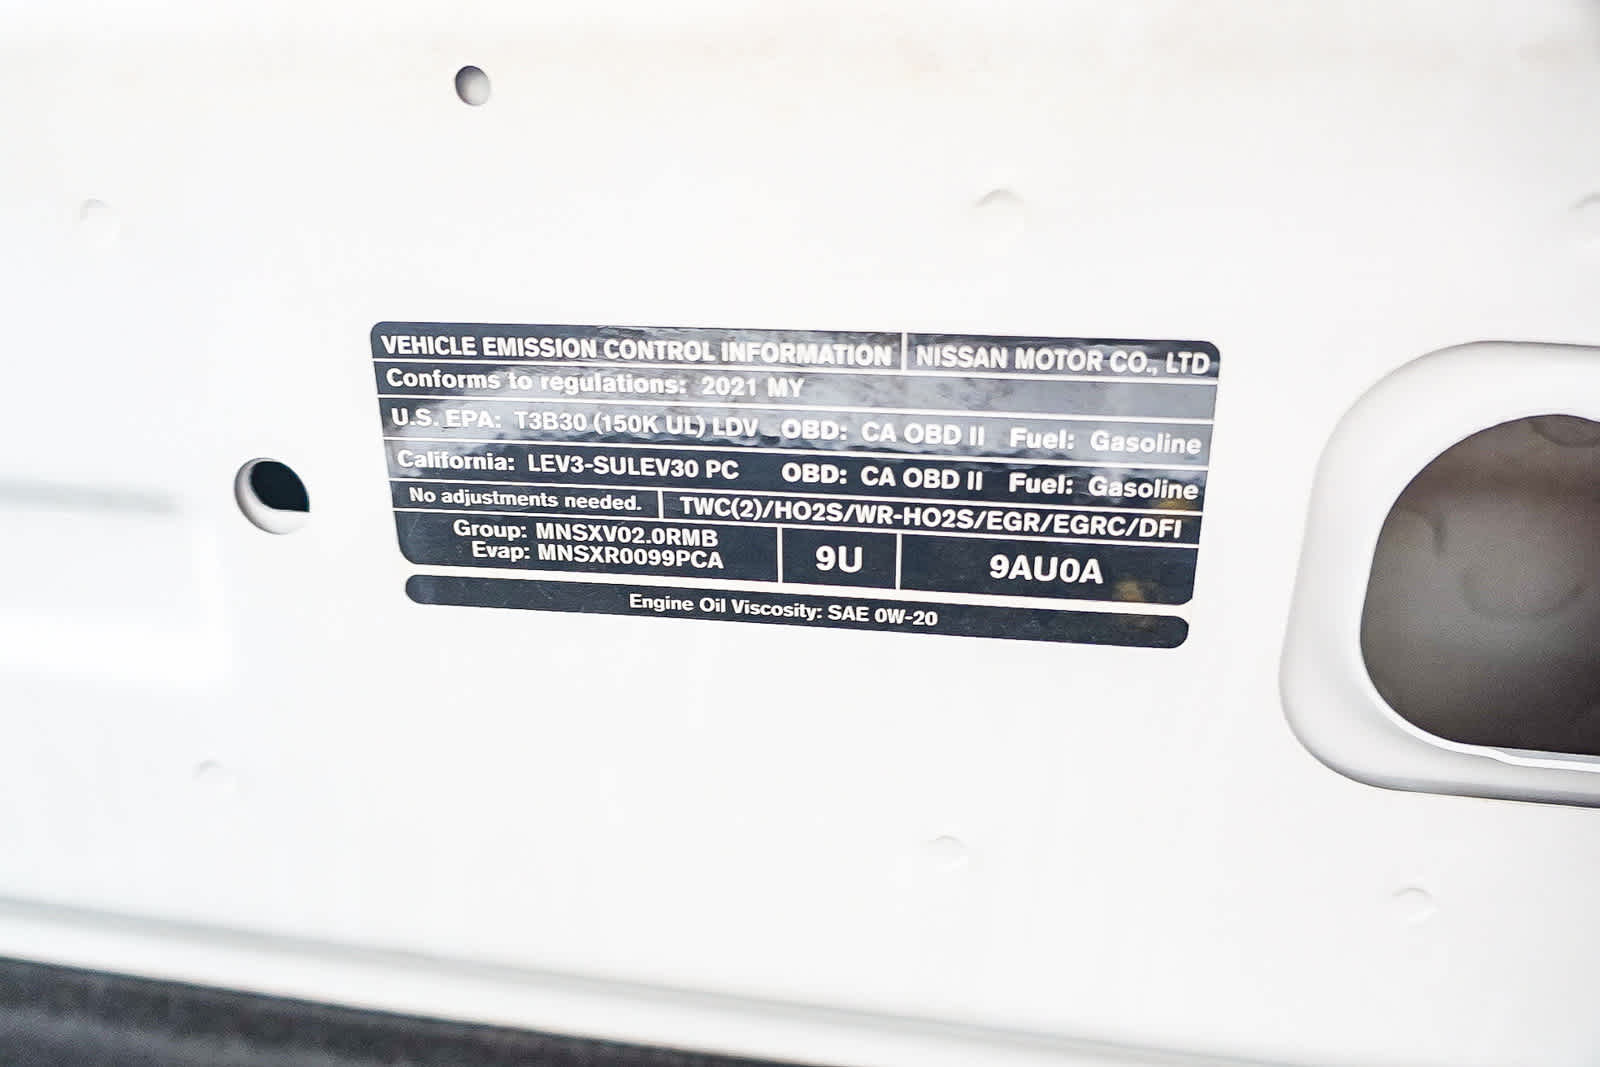 VEHICLE EMISSION CONTROL INFORMATION NISSAN MOTOR CO., LTD
Conforms to regulations: 2021 MY
U.S. EPA: T3B30 (150K UL) LDV OBD: CA OBD II Fuel: Gasoline
California: LEV3-SULEV30 PC OBD: CA OBD II Fuel: Gasoline
No adjustments needed. TWC(2)/HO2S/WR-HO2S/EGR/EGRC/DFI
Group: MNSXV02.0RMB
Evap: MNSXR0099PCA
9U
9AU0A
Engine Oil Viscosity: SAE 0W-20